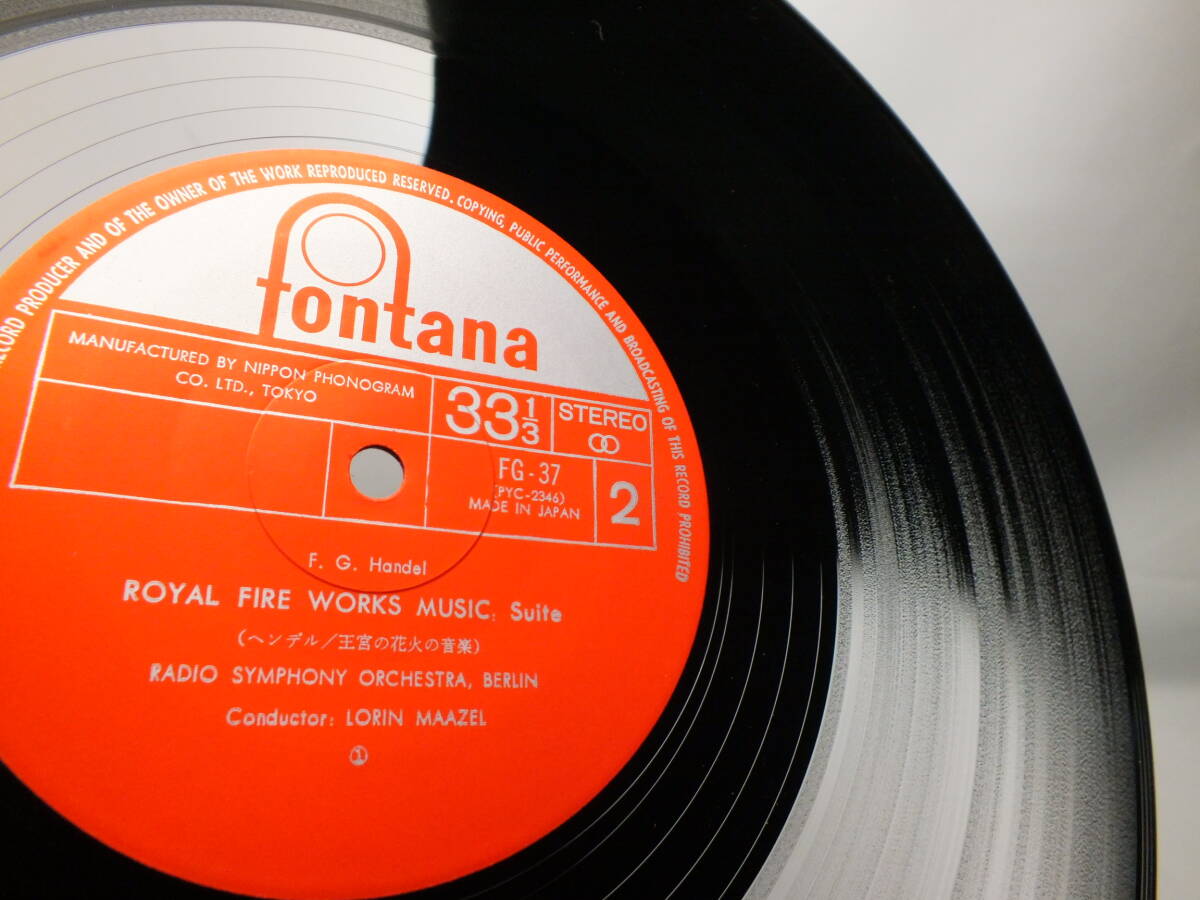 RECORD PRODUCER AND OF THE OWNER OF THE WORK REPRODUCED RESERVED. COPYING, PUBLIC PERFORMANCE AND BROADCASTING OF THIS RECORD PROHIBITED
fontana
MANUFACTURED BY NIPPON PHONOGRAM
CO. LTD., TOKYO
33 1/3
STEREO
FG-37
(PYC-2346)
MADE IN JAPAN
2
F. G. Handel
ROYAL FIRE WORKS MUSIC: Suite
(ヘンデル/王宮の花火の音楽)
RADIO SYMPHONY ORCHESTRA, BERLIN
Conductor: LORIN MAAZEL
①